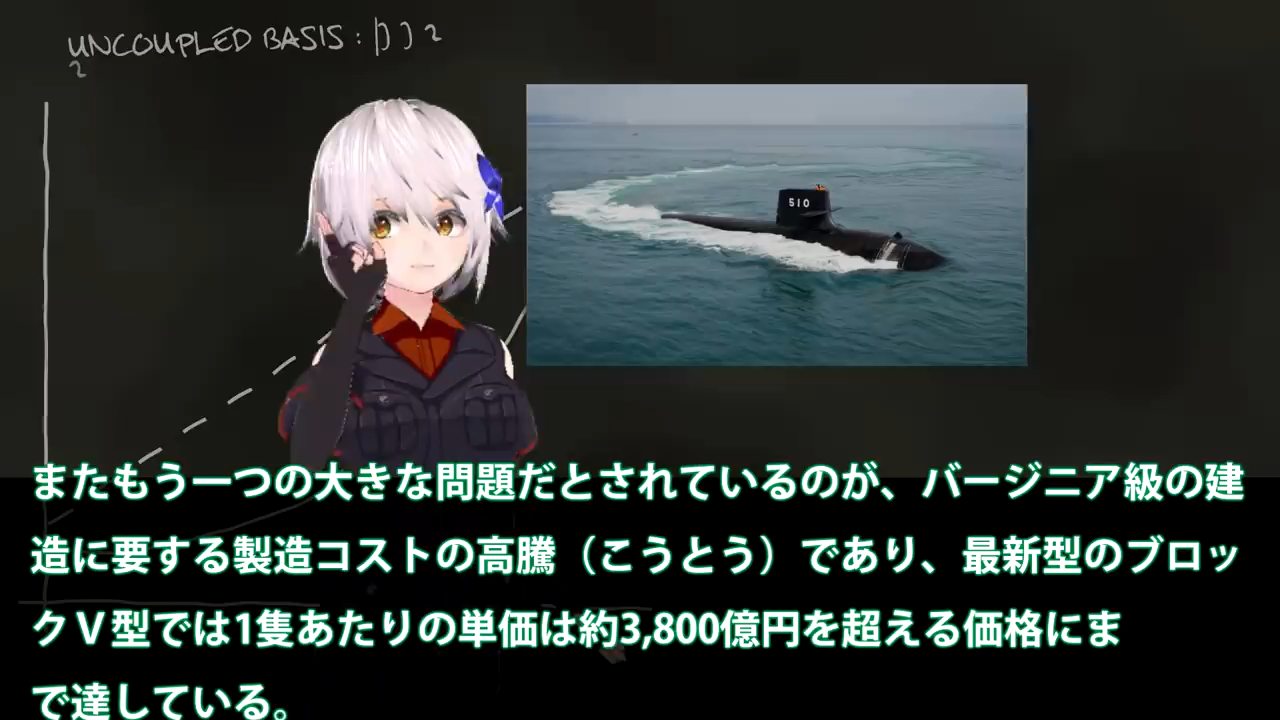 UNCOUPLED BASIS :
510
またもう一つの大きな問題だとされているのが、バージニア級の建
造に要する製造コストの高騰（こうとう）であり、最新型のブロッ
クＶ型では1隻あたりの単価は約3,800億円を超える価格にま
で達している。